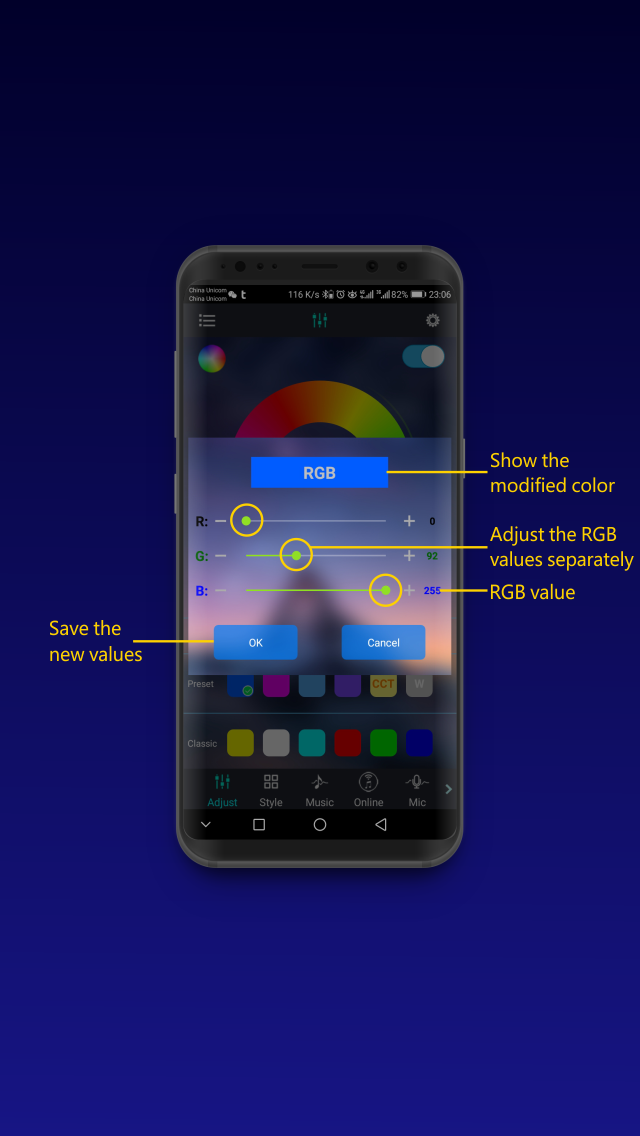 China Unicom
China Unicom
116 K/s
82%
23:06
RGB
Show the
modified color
R:
0
Adjust the RGB
values separately
G:
92
B:
255
RGB value
Save the
new values
OK
Cancel
Preset
CCT
W
Classic
Adjust
Style
Music
Online
Mic